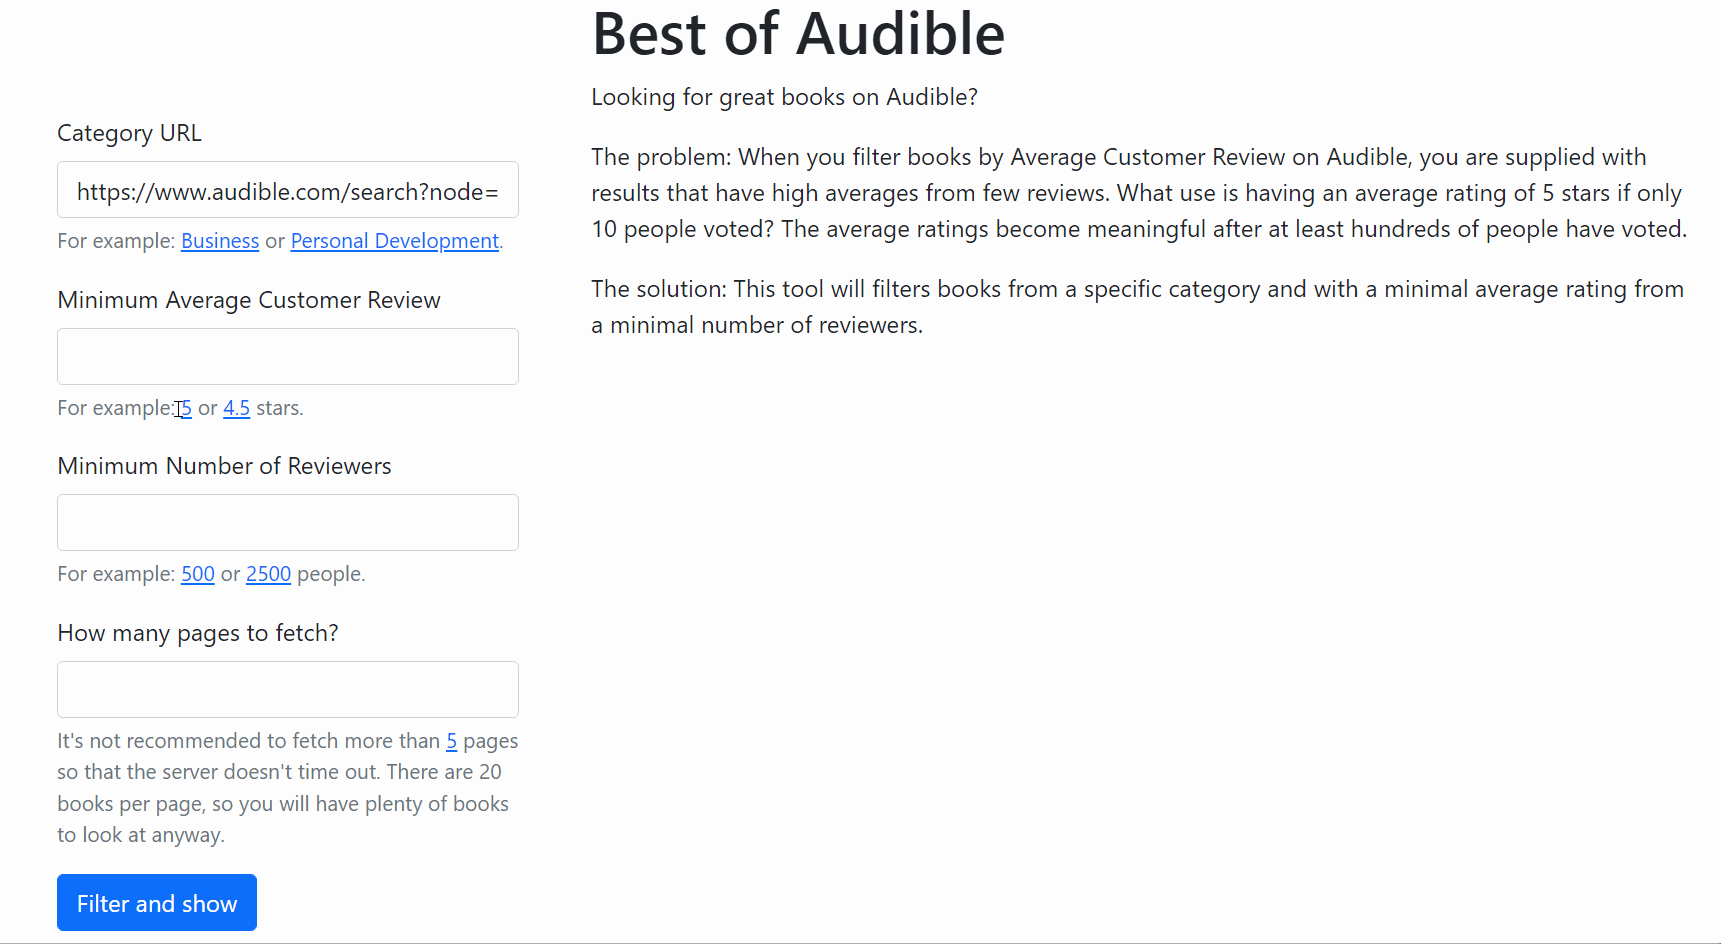 Best of Audible
Looking for great books on Audible?
The problem: When you filter books by Average Customer Review on Audible, you are supplied with
results that have high averages from few reviews. What use is having an average rating of 5 stars if only
10 people voted? The average ratings become meaningful after at least hundreds of people have voted.
The solution: This tool will filters books from a specific category and with a minimal average rating from
a minimal number of reviewers.
Category URL
https://www.audible.com/search?node=
For example: Business or Personal Development.
Minimum Average Customer Review
For example: 5 or 4.5 stars.
Minimum Number of Reviewers
For example: 500 or 2500 people.
How many pages to fetch?
It's not recommended to fetch more than 5 pages
so that the server doesn't time out. There are 20
books per page, so you will have plenty of books
to look at anyway.
Filter and show